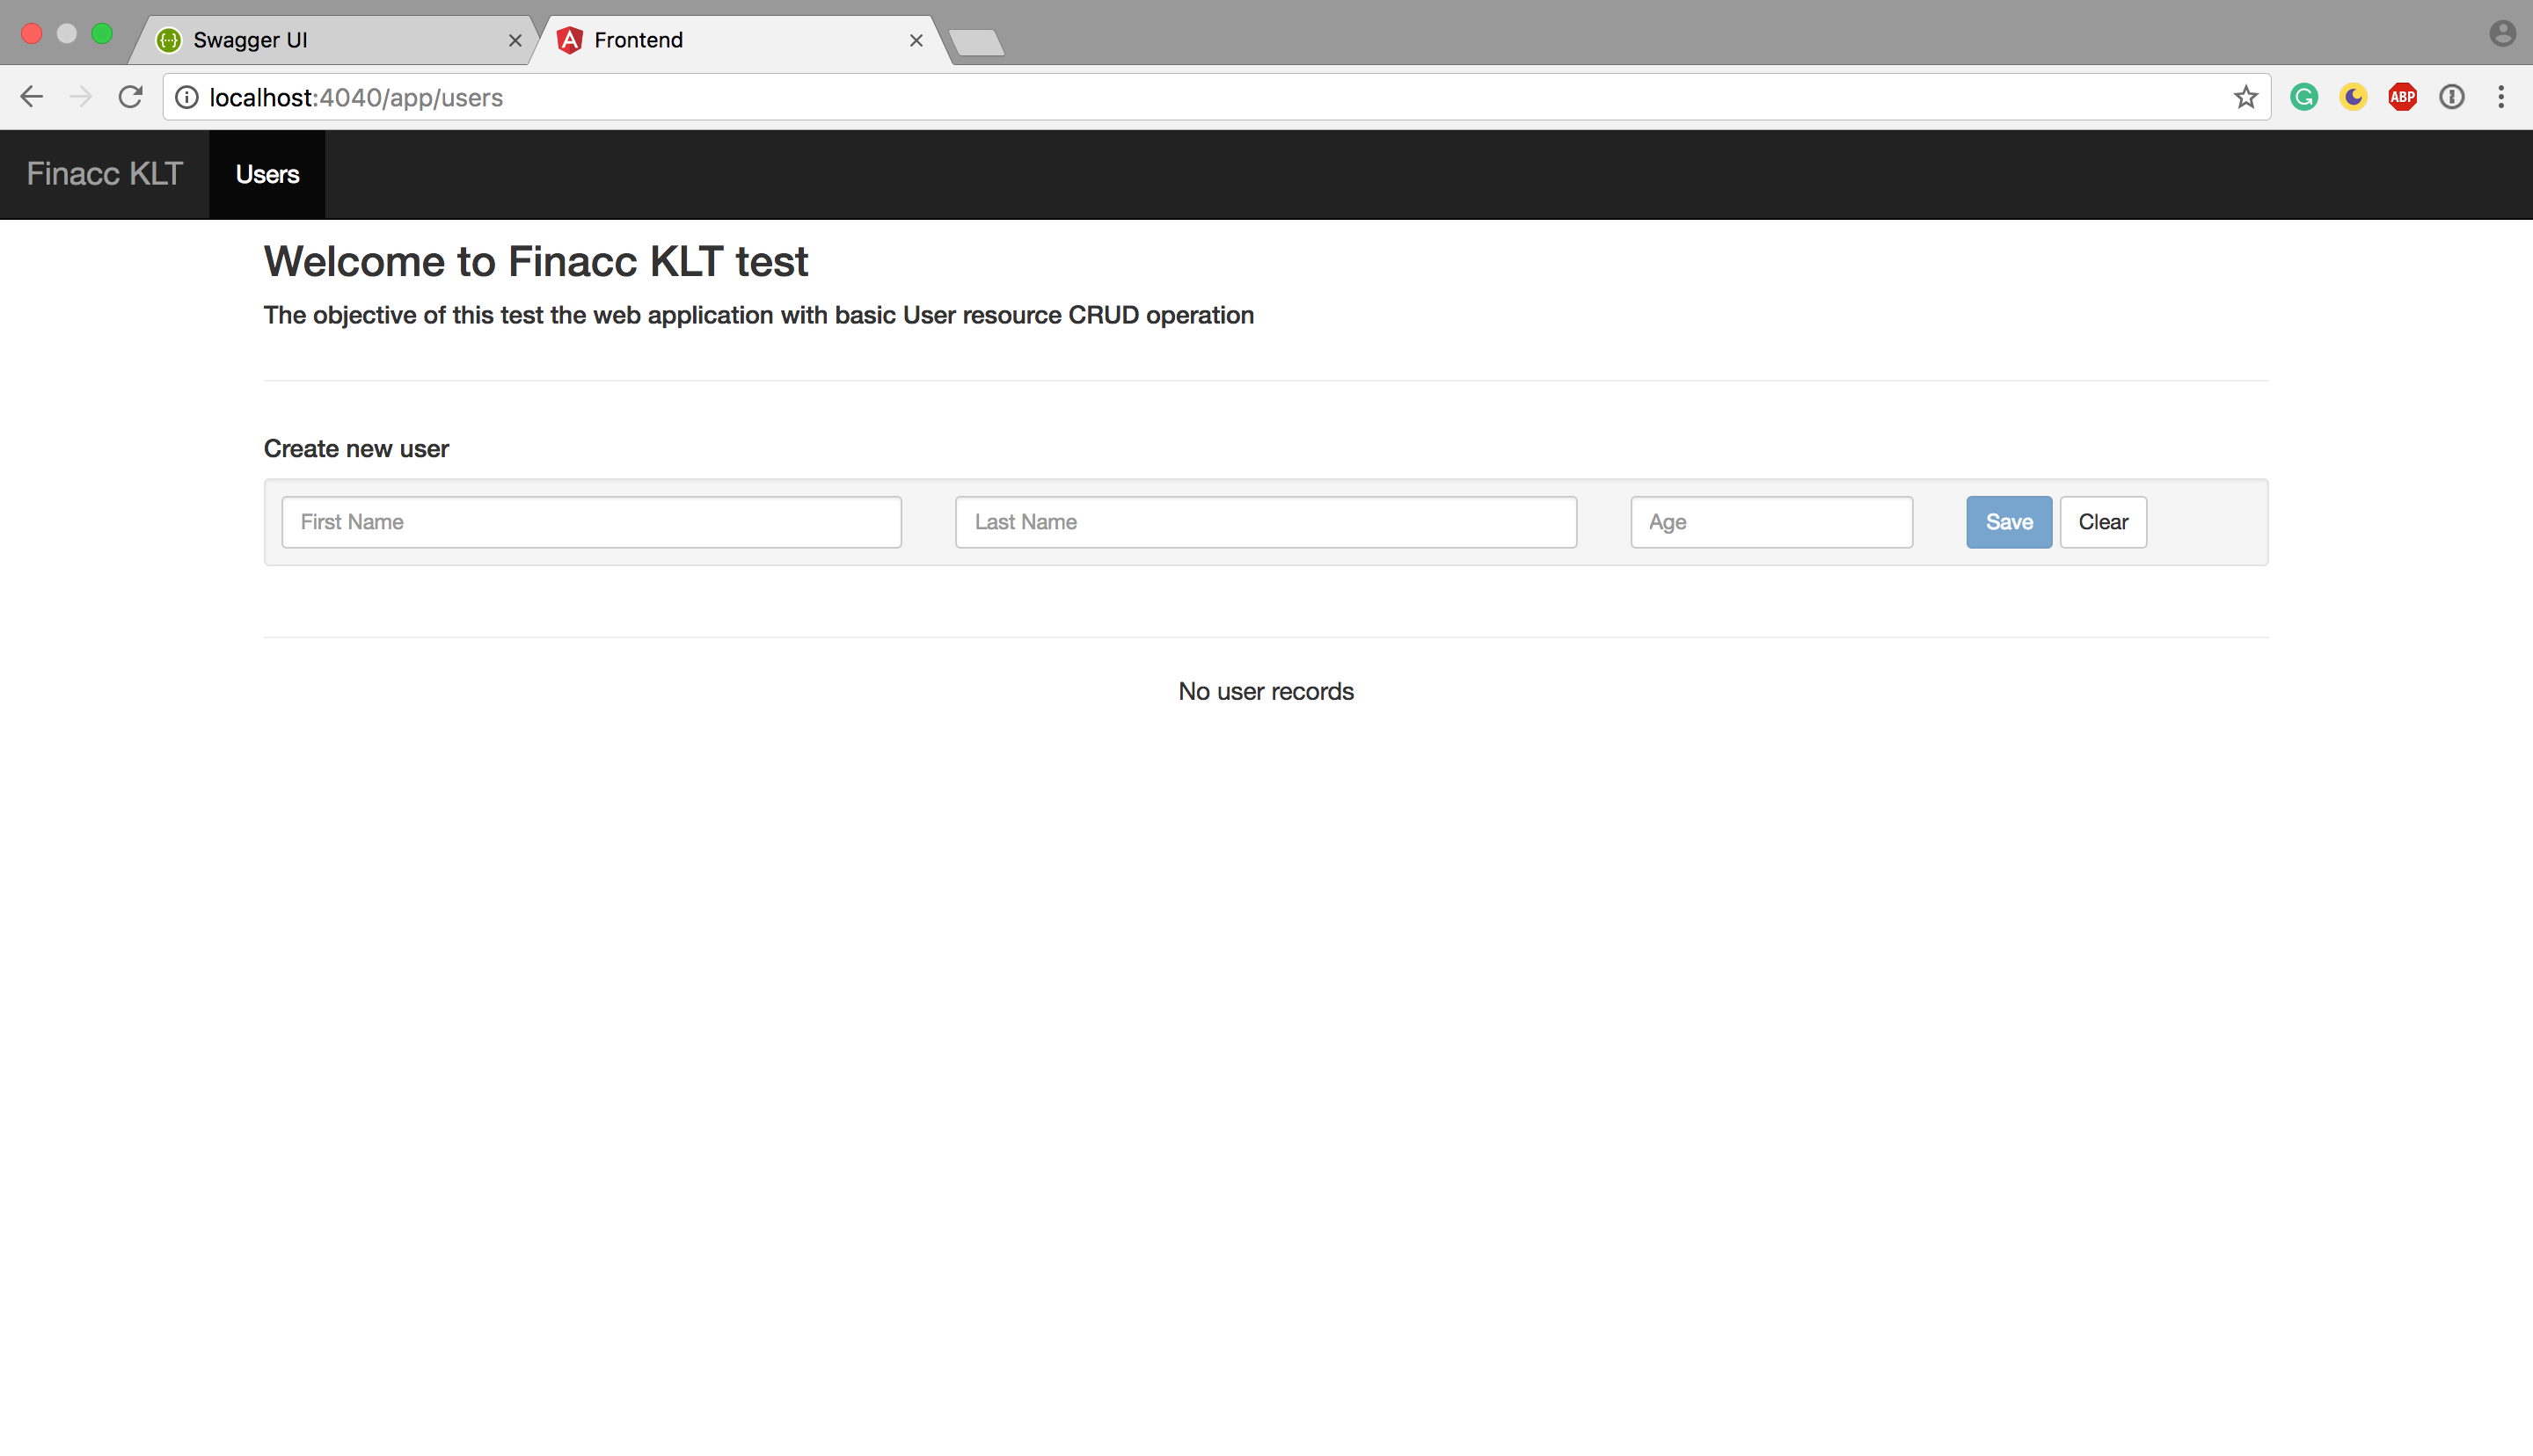 Swagger UI
Frontend
localhost:4040/app/users
ABP
Finacc KLT
Users
Welcome to Finacc KLT test
The objective of this test the web application with basic User resource CRUD operation
Create new user
First Name
Last Name
Age
Save
Clear
No user records